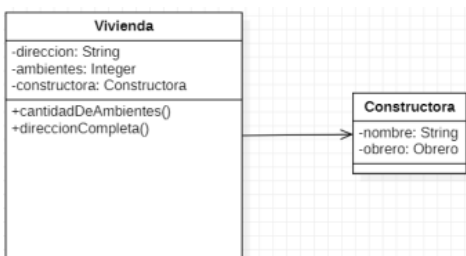 Vivienda
-direccion: String
-ambientes: Integer
-constructora: Constructora
+cantidadDeAmbientes()
+direccionCompleta()
Constructora
-nombre: String
-obrero: Obrero